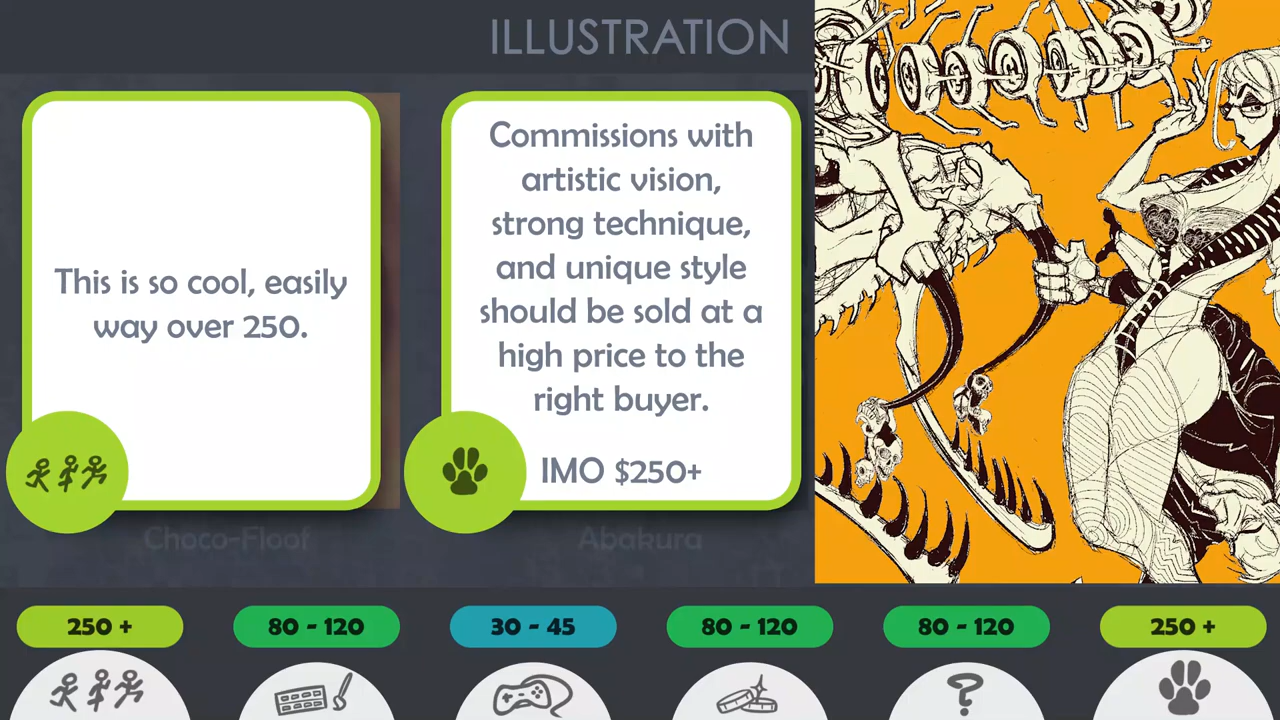 ILLUSTRATION
This is so cool, easily
way over 250.
Commissions with
artistic vision,
strong technique,
and unique style
should be sold at a
high price to the
right buyer.
IMO $250+
Choco-Floof
Abakura
250 +
80 - 120
30 - 45
80 - 120
80 - 120
250 +
?